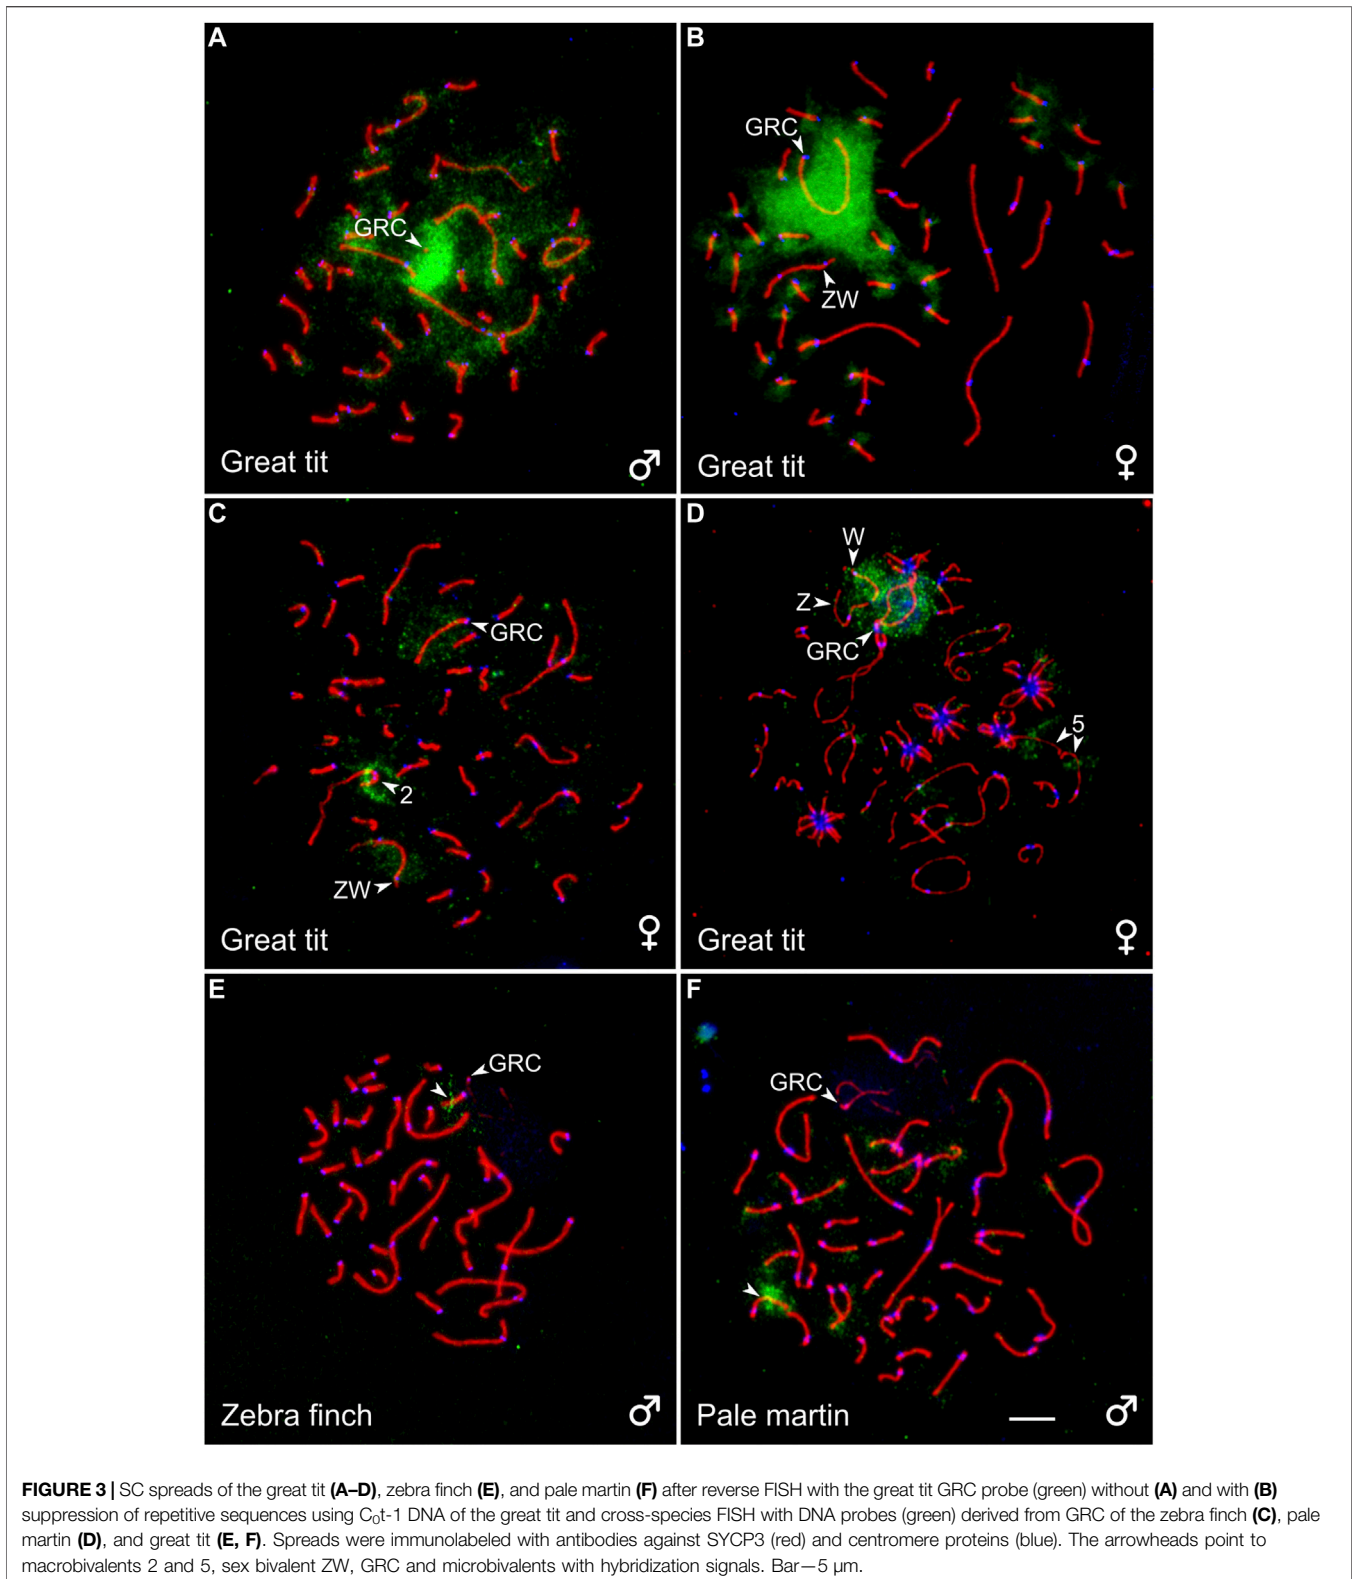 A
GRC
Great tit
♂
B
GRC
ZW
Great tit
♀
C
GRC
2
ZW
Great tit
♀
D
W
Z
GRC
5
Great tit
♀
E
GRC
Zebra finch
♂
F
GRC
Pale martin
♂
FIGURE 3 | SC spreads of the great tit (A–D), zebra finch (E), and pale martin (F) after reverse FISH with the great tit GRC probe (green) without (A) and with (B)
suppression of repetitive sequences using C₀t-1 DNA of the great tit and cross-species FISH with DNA probes (green) derived from GRC of the zebra finch (C), pale
martin (D), and great tit (E, F). Spreads were immunolabeled with antibodies against SYCP3 (red) and centromere proteins (blue). The arrowheads point to
macrobivalents 2 and 5, sex bivalent ZW, GRC and microbivalents with hybridization signals. Bar—5 µm.